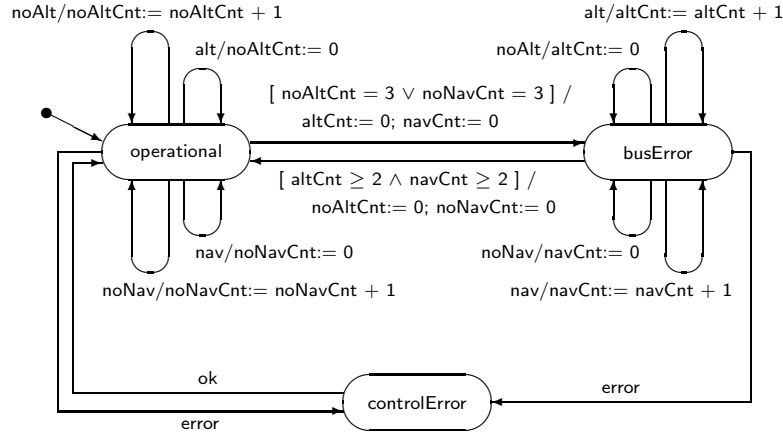 noAlt/noAltCnt:= noAltCnt + 1
alt/altCnt:= altCnt + 1
alt/noAltCnt:= 0
noAlt/altCnt:= 0
[ noAltCnt = 3 ∨ noNavCnt = 3 ] /
altCnt:= 0; navCnt:= 0
operational
busError
[ altCnt ≥ 2 ∧ navCnt ≥ 2 ] /
noAltCnt:= 0; noNavCnt:= 0
nav/noNavCnt:= 0
noNav/navCnt:= 0
noNav/noNavCnt:= noNavCnt + 1
nav/navCnt:= navCnt + 1
ok
error
controlError
error